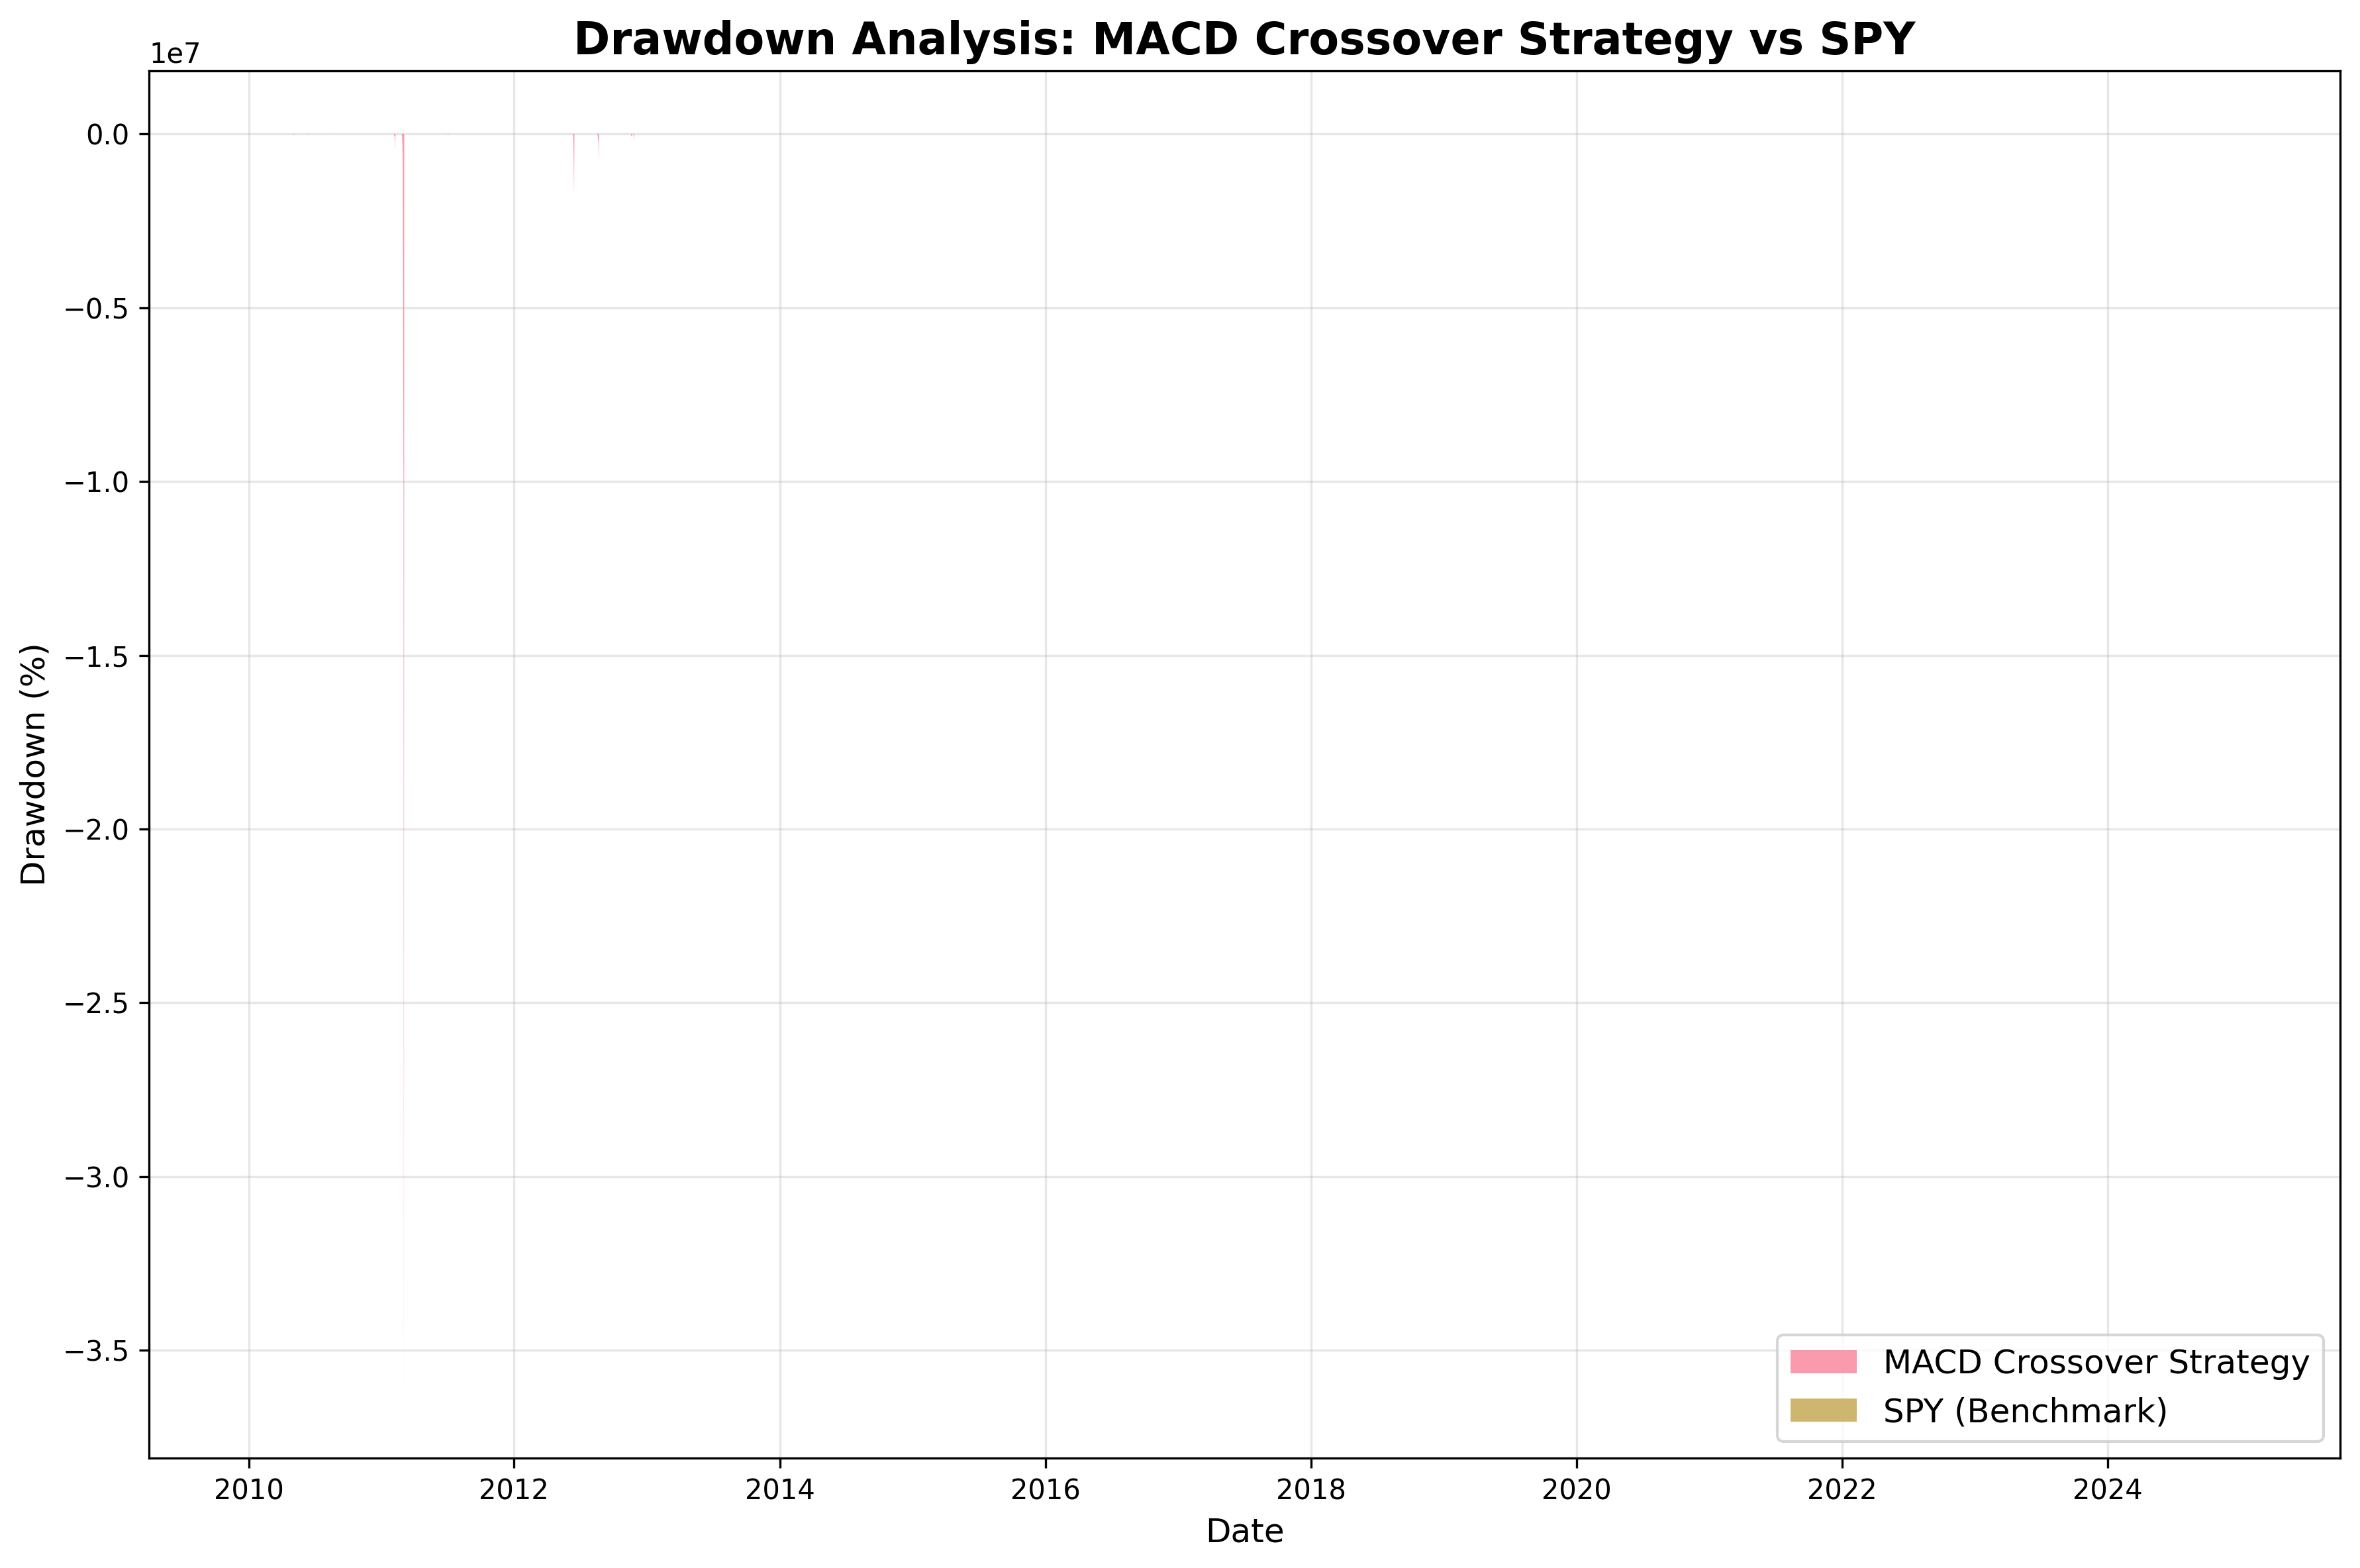 Drawdown Analysis: MACD Crossover Strategy vs SPY
1e7
0.0
−0.5
−1.0
−1.5
−2.0
−2.5
−3.0
−3.5
Drawdown (%)
2010 2012 2014 2016 2018 2020 2022 2024
Date
MACD Crossover Strategy
SPY (Benchmark)